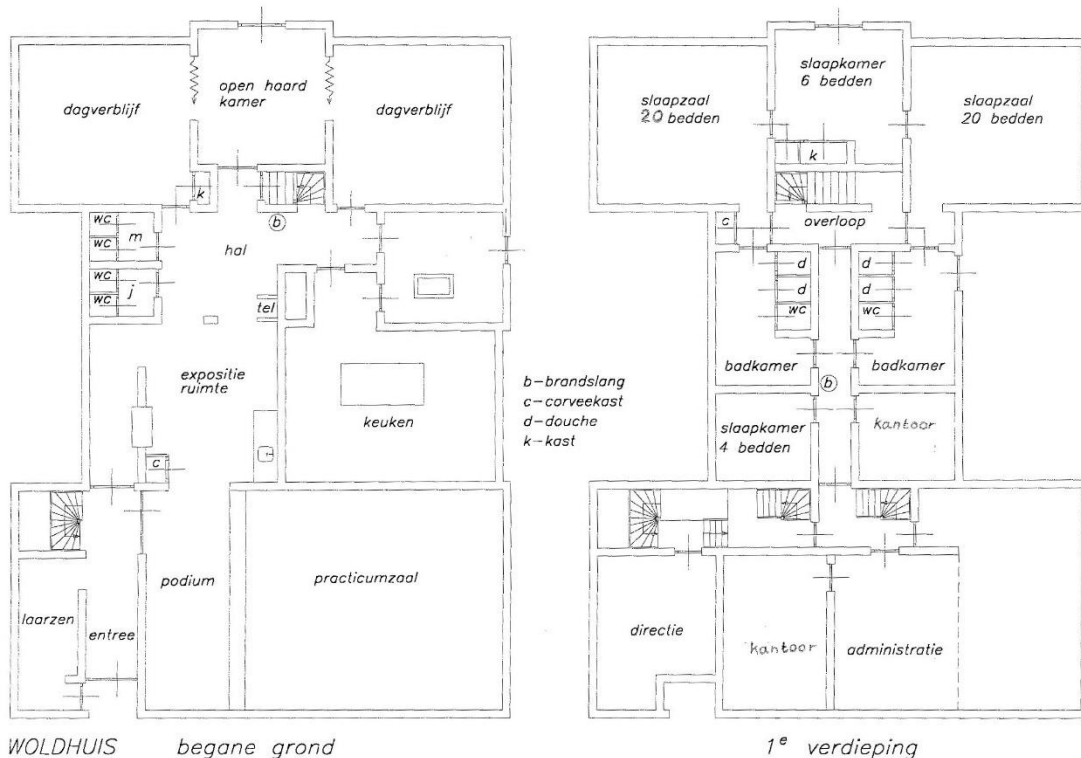 dagverblijf
open haard
kamer
dagverblijf
k
b
wc
wc
m
wc
wc
j
hal
tel
expositie
ruimte
keuken
c
podium
practicumzaal
laarzen
entree
WOLDHUIS begane grond
b-brandslang
c-corveekast
d-douche
k-kast
slaapzaal
20 bedden
slaapkamer
6 bedden
slaapzaal
20 bedden
k
c
overloop
d
d
wc
d
d
wc
badkamer
badkamer
b
slaapkamer
4 bedden
kantoor
directie
kantoor
administratie
1e verdieping